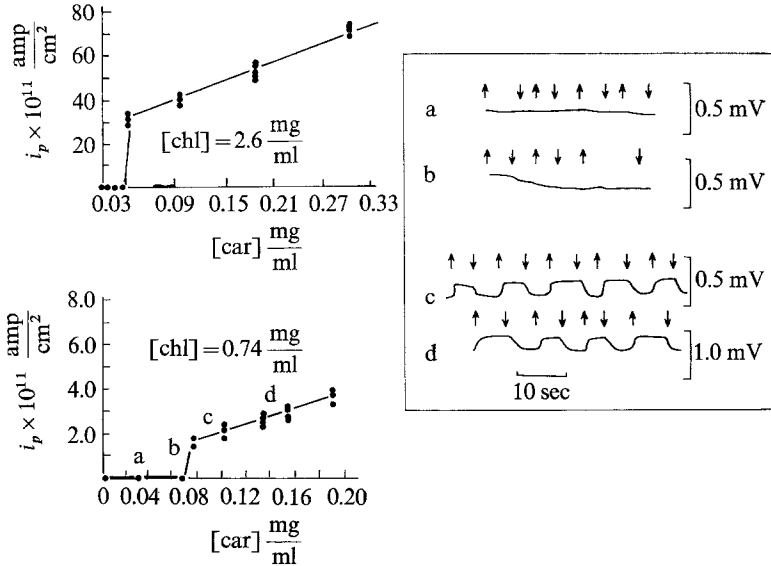 80
60
40
20
i_p × 10^11 amp/cm^2
[chl] = 2.6 mg/ml
0.03 0.09 0.15 0.21 0.27 0.33
[car] mg/ml
8.0
6.0
4.0
2.0
i_p × 10^11 amp/cm^2
[chl] = 0.74 mg/ml
a b c d
0 0.04 0.08 0.12 0.16 0.20
[car] mg/ml
a 0.5 mV
b 0.5 mV
c 0.5 mV
d 1.0 mV
10 sec